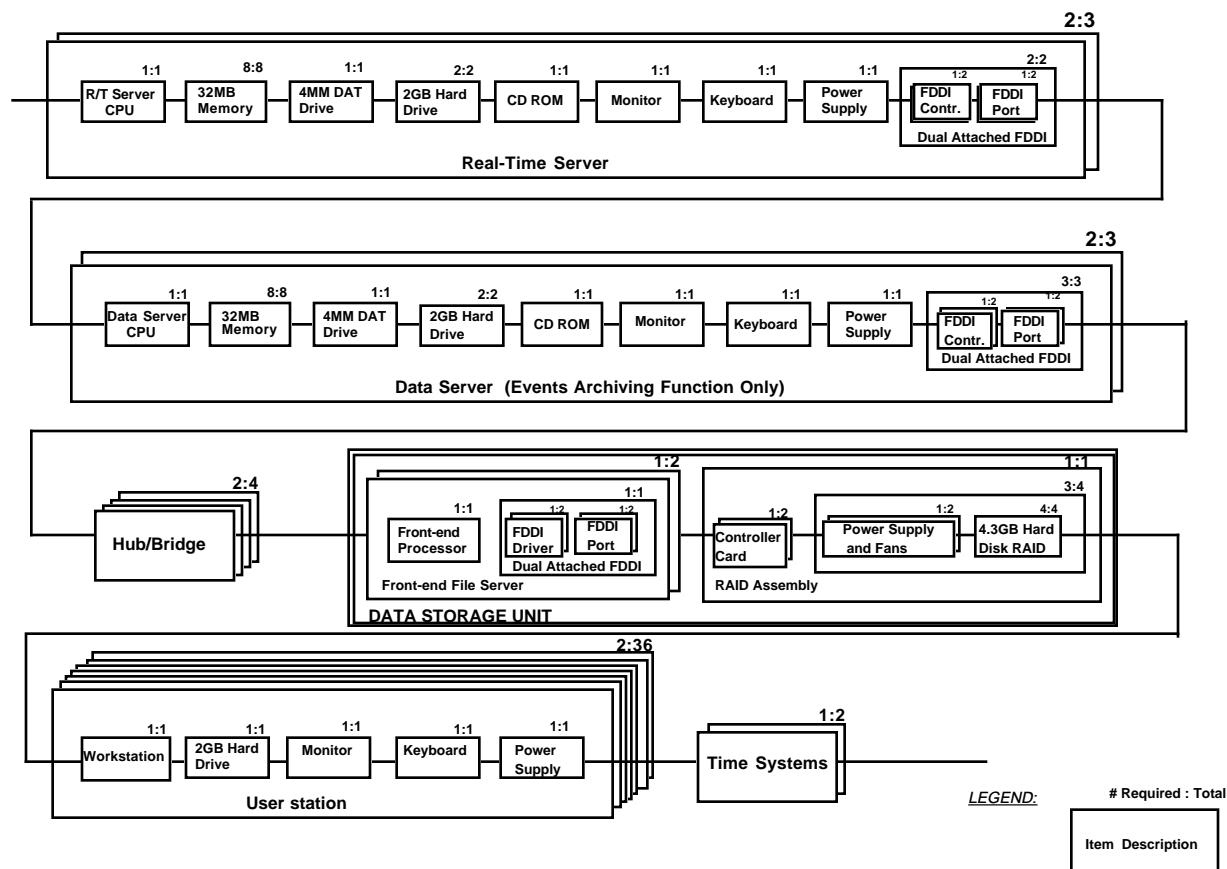 2:3
1:1 8:8 1:1 2:2 1:1 1:1 1:1 1:1 2:2
1:2 1:2
R/T Server CPU
32MB Memory
4MM DAT Drive
2GB Hard Drive
CD ROM
Monitor
Keyboard
Power Supply
FDDI Contr.
FDDI Port
Dual Attached FDDI
Real-Time Server
2:3
1:1 8:8 1:1 2:2 1:1 1:1 1:1 1:1 3:3
1:2 1:2
Data Server CPU
32MB Memory
4MM DAT Drive
2GB Hard Drive
CD ROM
Monitor
Keyboard
Power Supply
FDDI Contr.
FDDI Port
Dual Attached FDDI
Data Server (Events Archiving Function Only)
2:4
Hub/Bridge
1:2
1:1
1:1
1:2 1:2
Front-end Processor
FDDI Driver
FDDI Port
Dual Attached FDDI
Front-end File Server
1:1
3:4
1:2
1:2
4:4
Controller Card
Power Supply and Fans
4.3GB Hard Disk RAID
RAID Assembly
DATA STORAGE UNIT
2:36
1:1 1:1 1:1 1:1 1:1
Workstation
2GB Hard Drive
Monitor
Keyboard
Power Supply
User station
1:2
Time Systems
LEGEND:
# Required : Total
Item Description